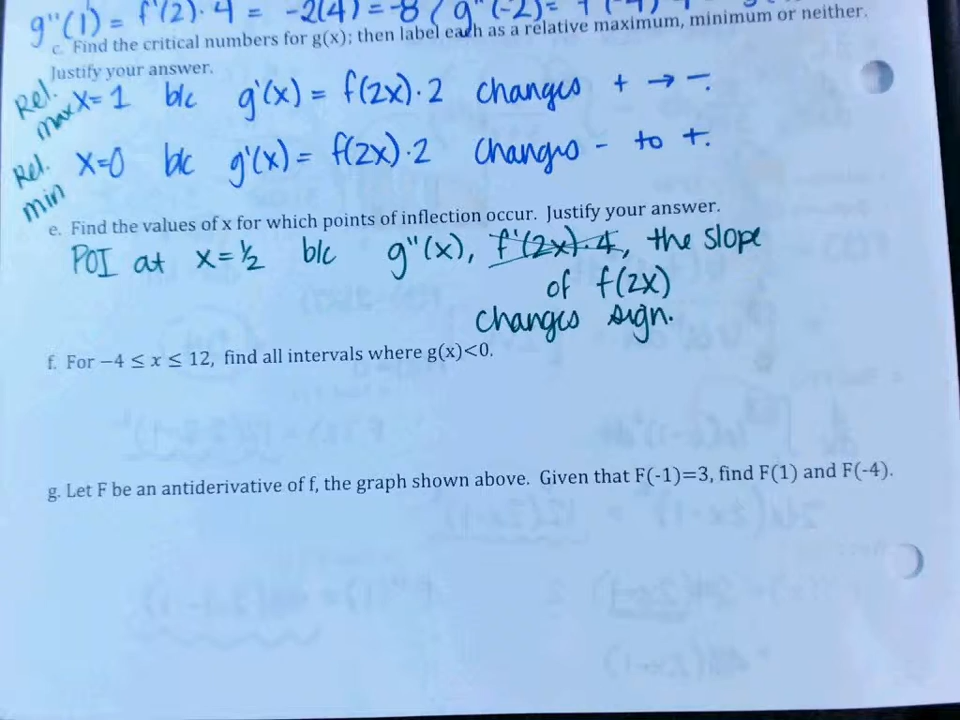 g''(1) = f'(2)·4 = -2(4) = -8 g''(-2) =
c. Find the critical numbers for g(x); then label each as a relative maximum, minimum or neither.
Justify your answer.
Rel. max x=1 b/c g'(x) = f(2x)·2 changes + → -.
Rel. min x=0 b/c g'(x) = f(2x)·2 changes - to +.
e. Find the values of x for which points of inflection occur. Justify your answer.
POI at x=½ b/c g''(x), f'(2x)·4, the slope
of f(2x)
changes sign.
f. For −4 ≤ x ≤ 12, find all intervals where g(x)<0.
g. Let F be an antiderivative of f, the graph shown above. Given that F(-1)=3, find F(1) and F(-4).